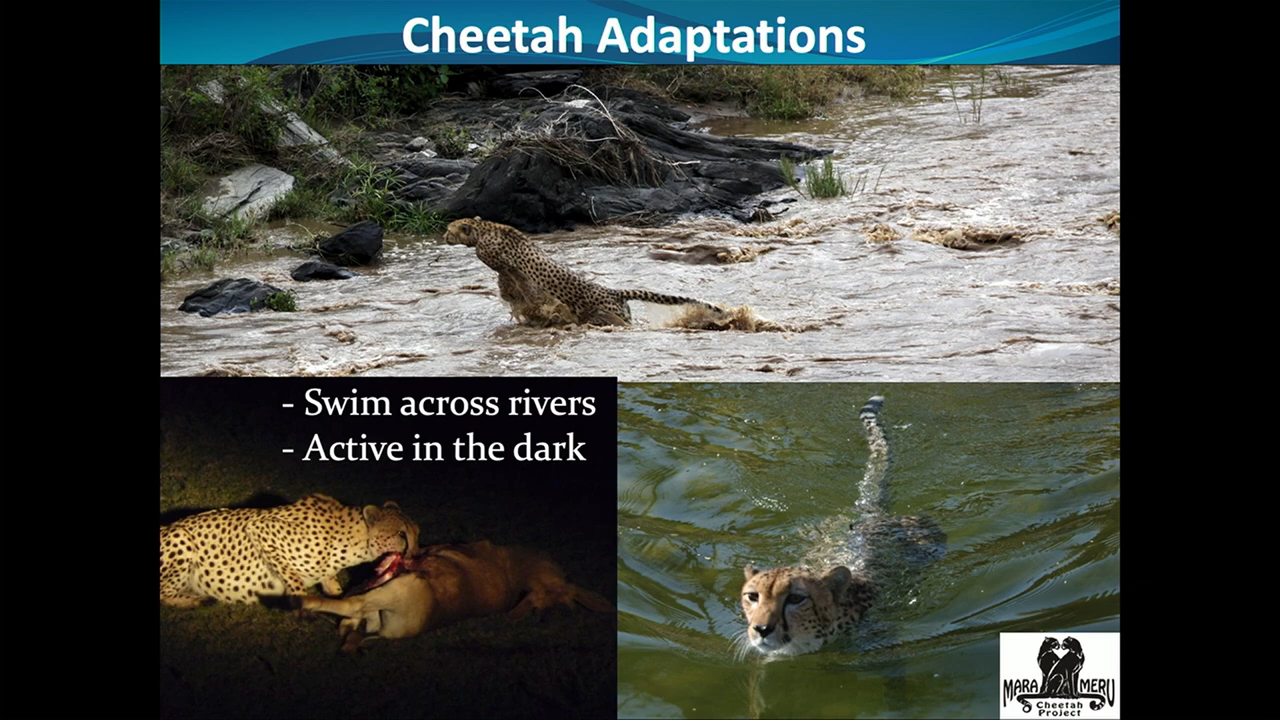 Cheetah Adaptations
- Swim across rivers
- Active in the dark
MARA MERU
Cheetah
Project